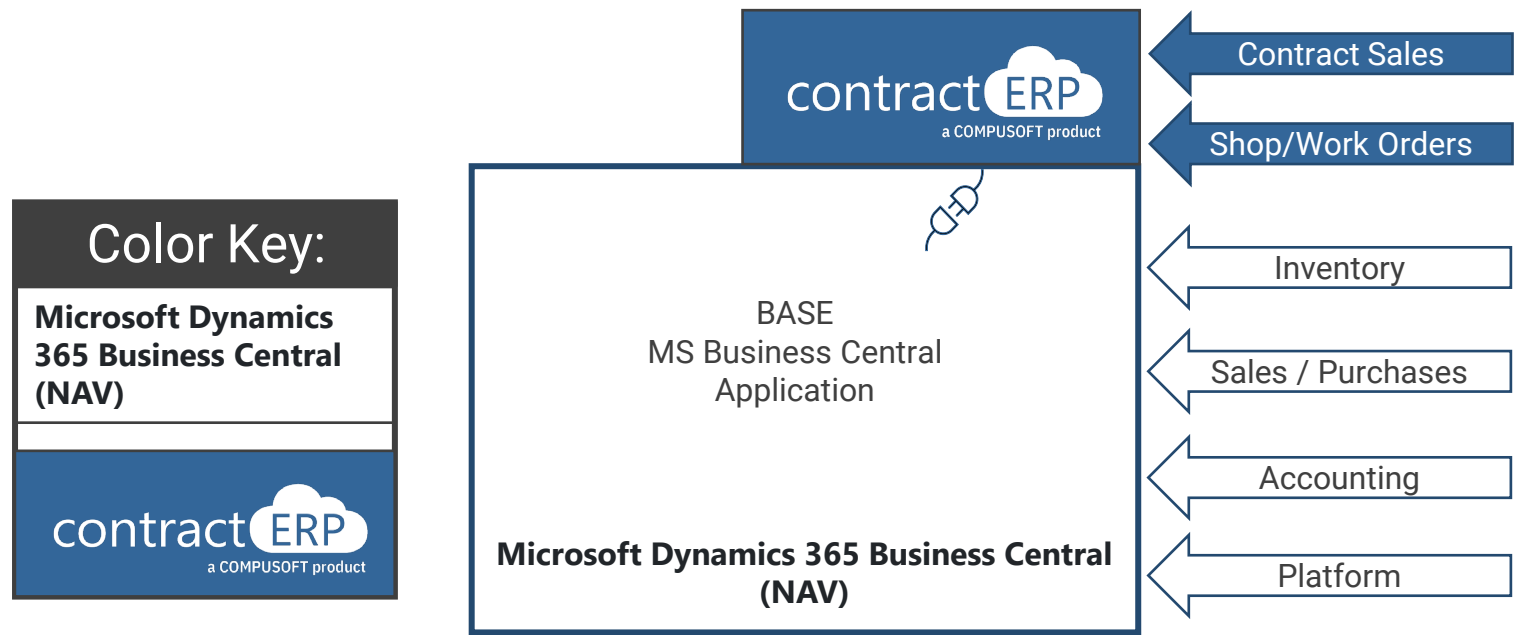 Color Key:
Microsoft Dynamics
365 Business Central
(NAV)
contract ERP
a COMPUSOFT product
contract ERP
a COMPUSOFT product
BASE
MS Business Central
Application
Microsoft Dynamics 365 Business Central
(NAV)
Contract Sales
Shop/Work Orders
Inventory
Sales / Purchases
Accounting
Platform